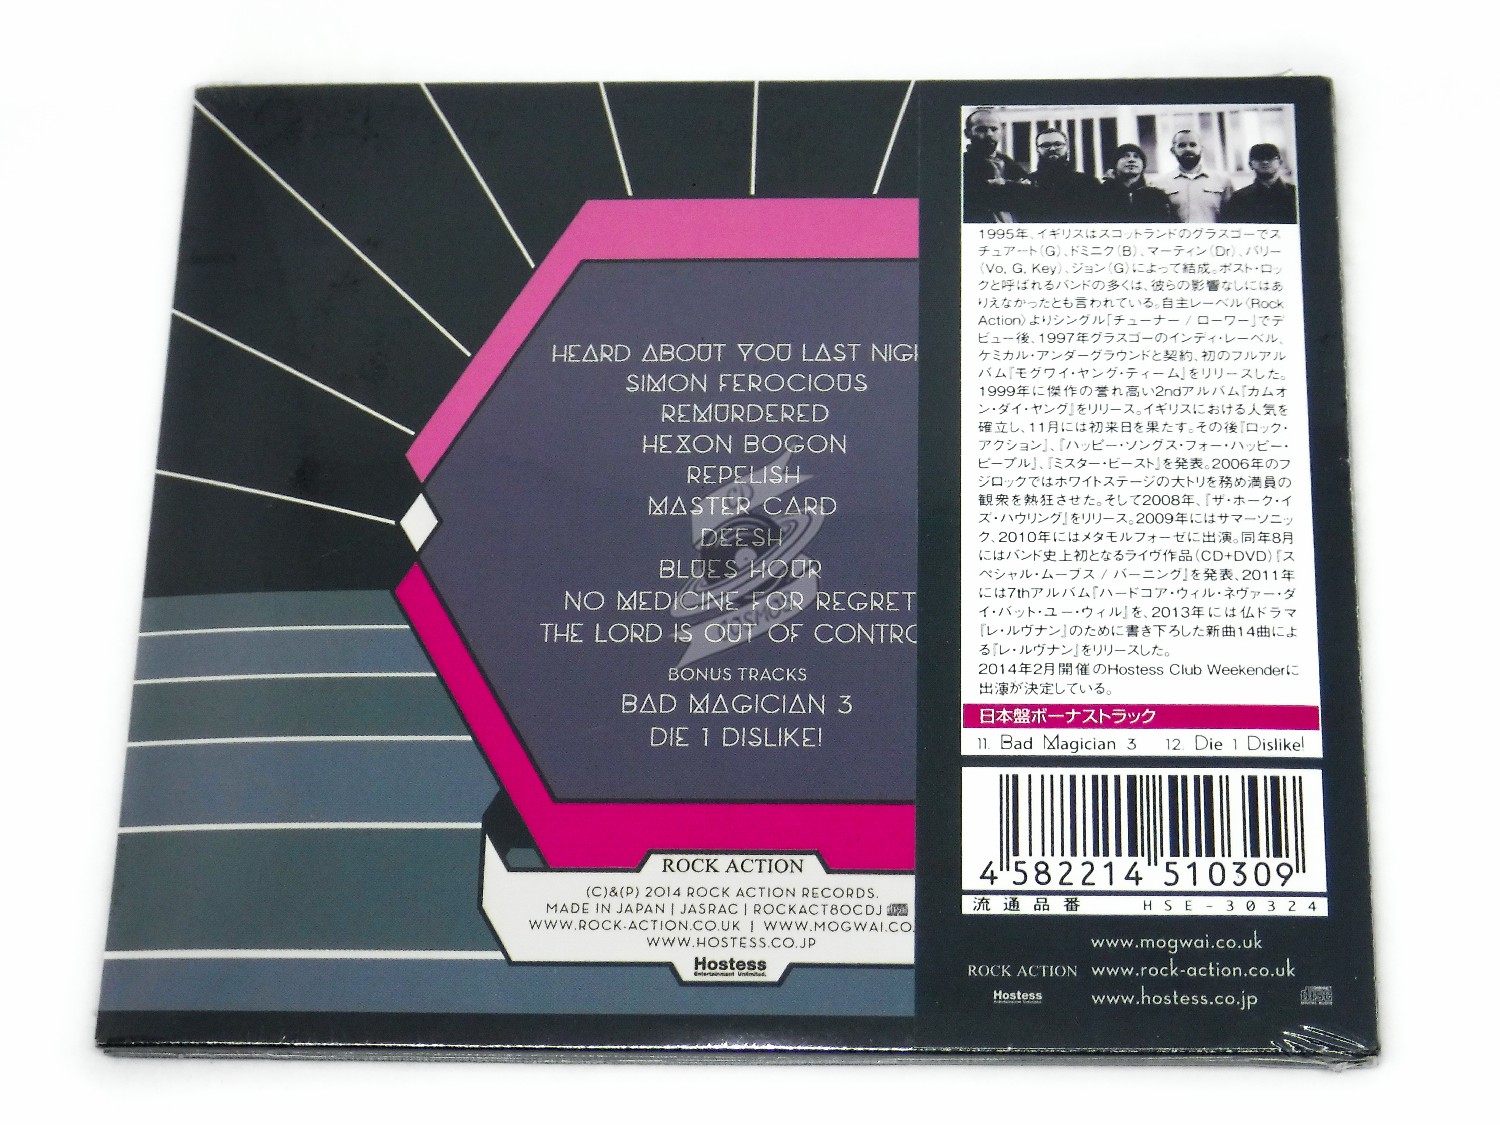 HEARD ABOUT YOU LAST NIGH
SIMON FEROCIOUS
REMURDERED
HEXON BOGON
REPELISH
MASTER CARD
DEESH
BLUES HOUR
NO MEDICINE FOR REGRET
THE LORD IS OUT OF CONTRO
BONUS TRACKS
BAD MAGICIAN 3
DIE 1 DISLIKE!
ROCK ACTION
(C)&(P) 2014 ROCK ACTION RECORDS.
MADE IN JAPAN | JASRAC | ROCKACT80CDJ
WWW.ROCK-ACTION.CO.UK | WWW.MOGWAI.CO.
WWW.HOSTESS.CO.JP
Hostess
Entertainment Unlimited.
1995年、イギリスはスコットランドのグラスゴーでス
チュアート(G)、ドミニク(B)、マーティン(Dr)、バリー
(Vo, G, Key)、ジョン(G)によって結成。ポスト・ロッ
クと呼ばれるバンドの多くは、彼らの影響なしにはあ
りえなかったとも言われている。自主レーベル〈Rock
Action〉よりシングル『チューナー / ローワー』でデ
ビュー後、1997年グラスゴーのインディ・レーベル、
ケミカル・アンダーグラウンドと契約、初のフルアル
バム『モグワイ・ヤング・ティーム』をリリースした。
1999年に傑作の誉れ高い2ndアルバム『カムオ
ン・ダイ・ヤング』をリリース。イギリスにおける人気を
確立し、11月には初来日を果たす。その後『ロック・
アクション』、『ハッピー・ソングス・フォー・ハッピー・
ピープル』、『ミスター・ビースト』を発表。2006年のフ
ジロックではホワイトステージの大トリを務め満員の
観衆を熱狂させた。そして2008年、『ザ・ホーク・イ
ズ・ハウリング』をリリース。2009年にはサマーソニッ
ク、2010年にはメタモルフォーゼに出演。同年8月
にはバンド史上初となるライヴ作品(CD+DVD)『ス
ペシャル・ムーブス / バーニング』を発表、2011年
には7thアルバム『ハードコア・ウィル・ネヴァー・ダ
イ・バット・ユー・ウィル』を、2013年には仏ドラマ
『レ・ルヴナン』のために書き下ろした新曲14曲によ
る『レ・ルヴナン』をリリースした。
2014年2月開催のHostess Club Weekenderに
出演が決定している。
日本盤ボーナストラック
11. Bad Magician 3 12. Die 1 Dislike!
4 582214 510309
流通品番 HSE-30324
www.mogwai.co.uk
ROCK ACTION www.rock-action.co.uk
Hostess www.hostess.co.jp